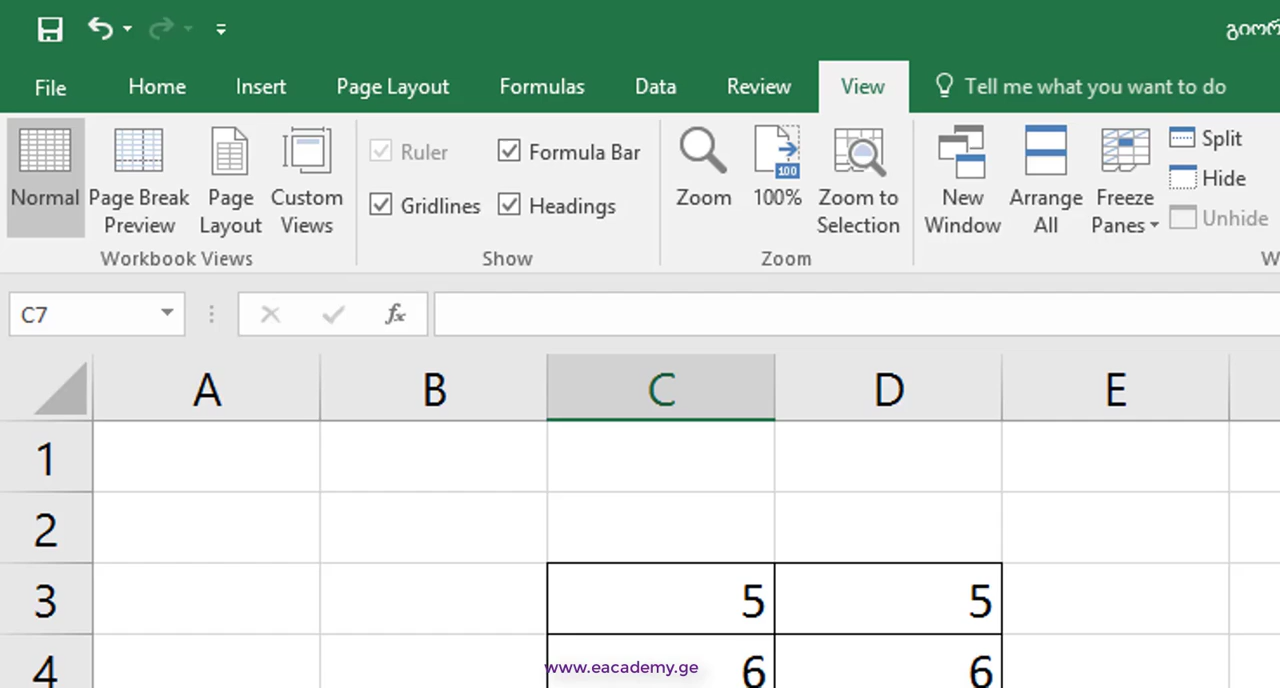 File Home Insert Page Layout Formulas Data Review View Tell me what you want to do
Normal Page Break Preview Page Layout Custom Views
Workbook Views
Ruler Formula Bar
Gridlines Headings
Show
Zoom 100% Zoom to Selection
100
Zoom
New Window Arrange All Freeze Panes
Split
Hide
Unhide
C7 fx
A B C D E
1
2
3 5 5
4 6 6
www.eacademy.ge